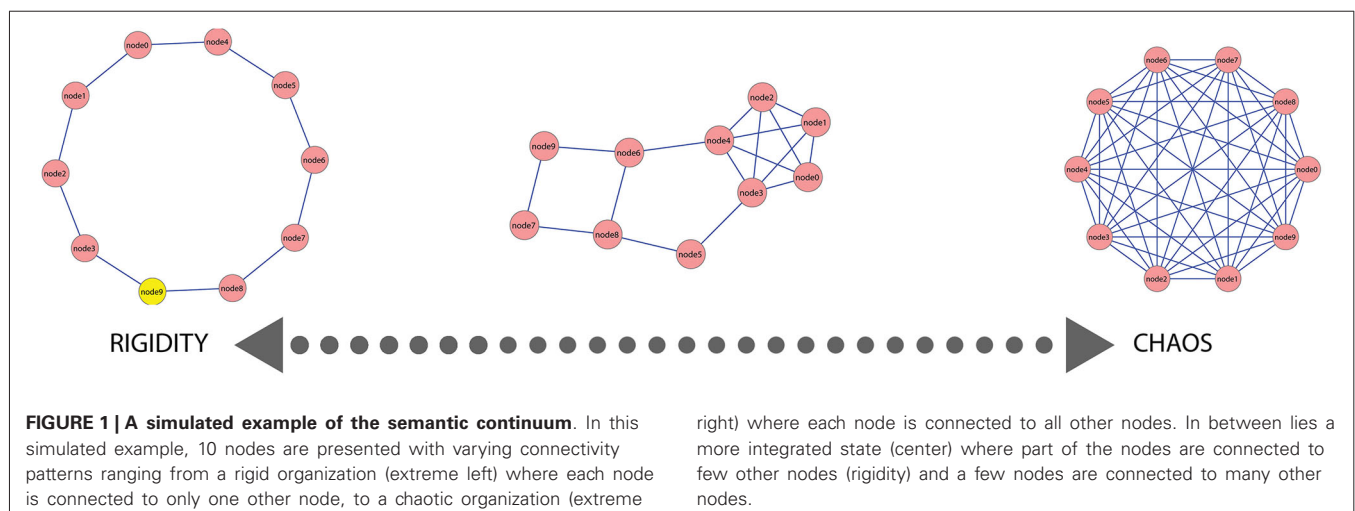 node0
node4
node1
node5
node2
node6
node3
node7
node9
node8
node2
node1
node4
node9
node6
node0
node3
node7
node8
node5
node6
node7
node5
node8
node4
node0
node3
node9
node2
node1
RIGIDITY
CHAOS
FIGURE 1 | A simulated example of the semantic continuum. In this
simulated example, 10 nodes are presented with varying connectivity
patterns ranging from a rigid organization (extreme left) where each node
is connected to only one other node, to a chaotic organization (extreme
right) where each node is connected to all other nodes. In between lies a
more integrated state (center) where part of the nodes are connected to
few other nodes (rigidity) and a few nodes are connected to many other
nodes.